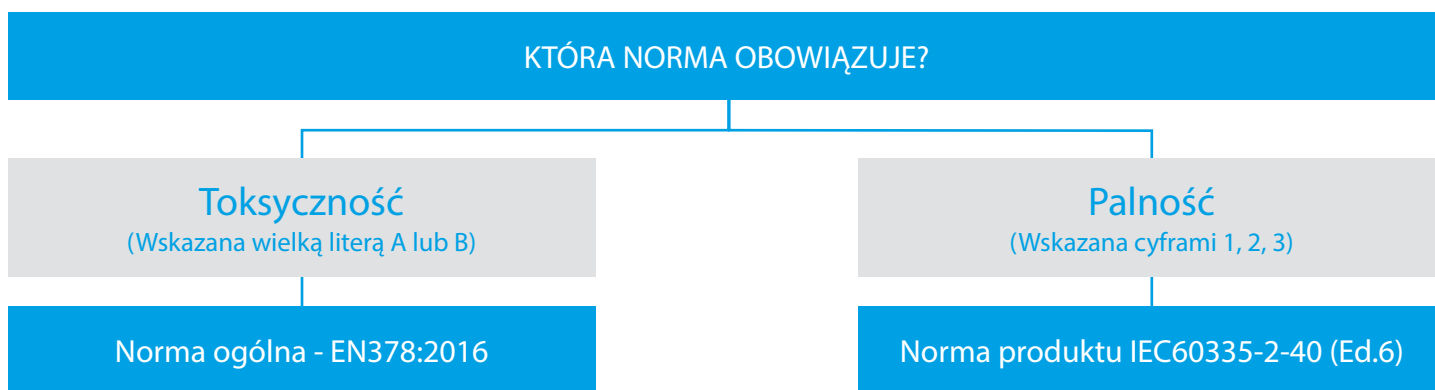 KTÓRA NORMA OBOWIĄZUJE?
Toksyczność
(Wskazana wielką literą A lub B)
Norma ogólna - EN378:2016
Palność
(Wskazana cyframi 1, 2, 3)
Norma produktu IEC60335-2-40 (Ed.6)